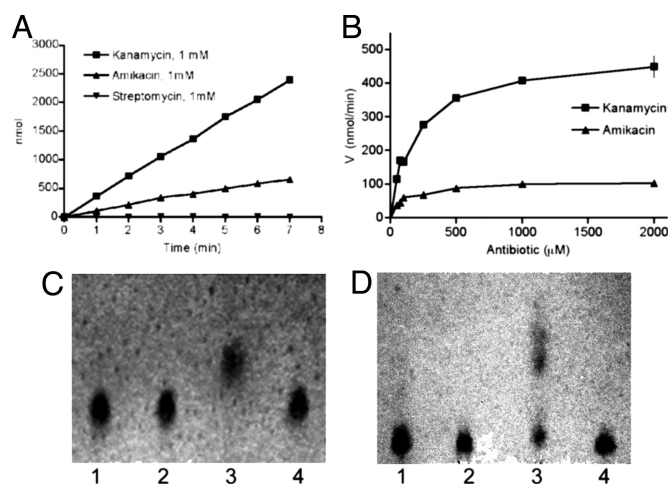 A
3000
2500
2000
1500
1000
500
0
nmol
Kanamycin, 1 mM
Amikacin, 1mM
Streptomycin, 1mM
0 1 2 3 4 5 6 7 8
Time (min)
B
500
400
300
200
100
0
V (nmol/min)
Kanamycin
Amikacin
0 500 1000 1500 2000
Antibiotic (μM)
C
1 2 3 4
D
1 2 3 4